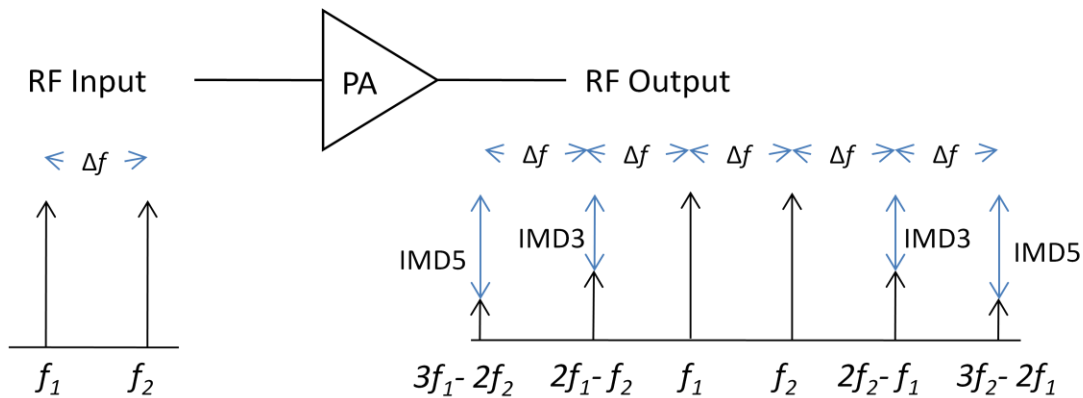 RF Input PA RF Output
Δf Δf Δf Δf Δf Δf
IMD5 IMD3 IMD3 IMD5
f₁ f₂ 3f₁- 2f₂ 2f₁- f₂ f₁ f₂ 2f₂- f₁ 3f₂- 2f₁